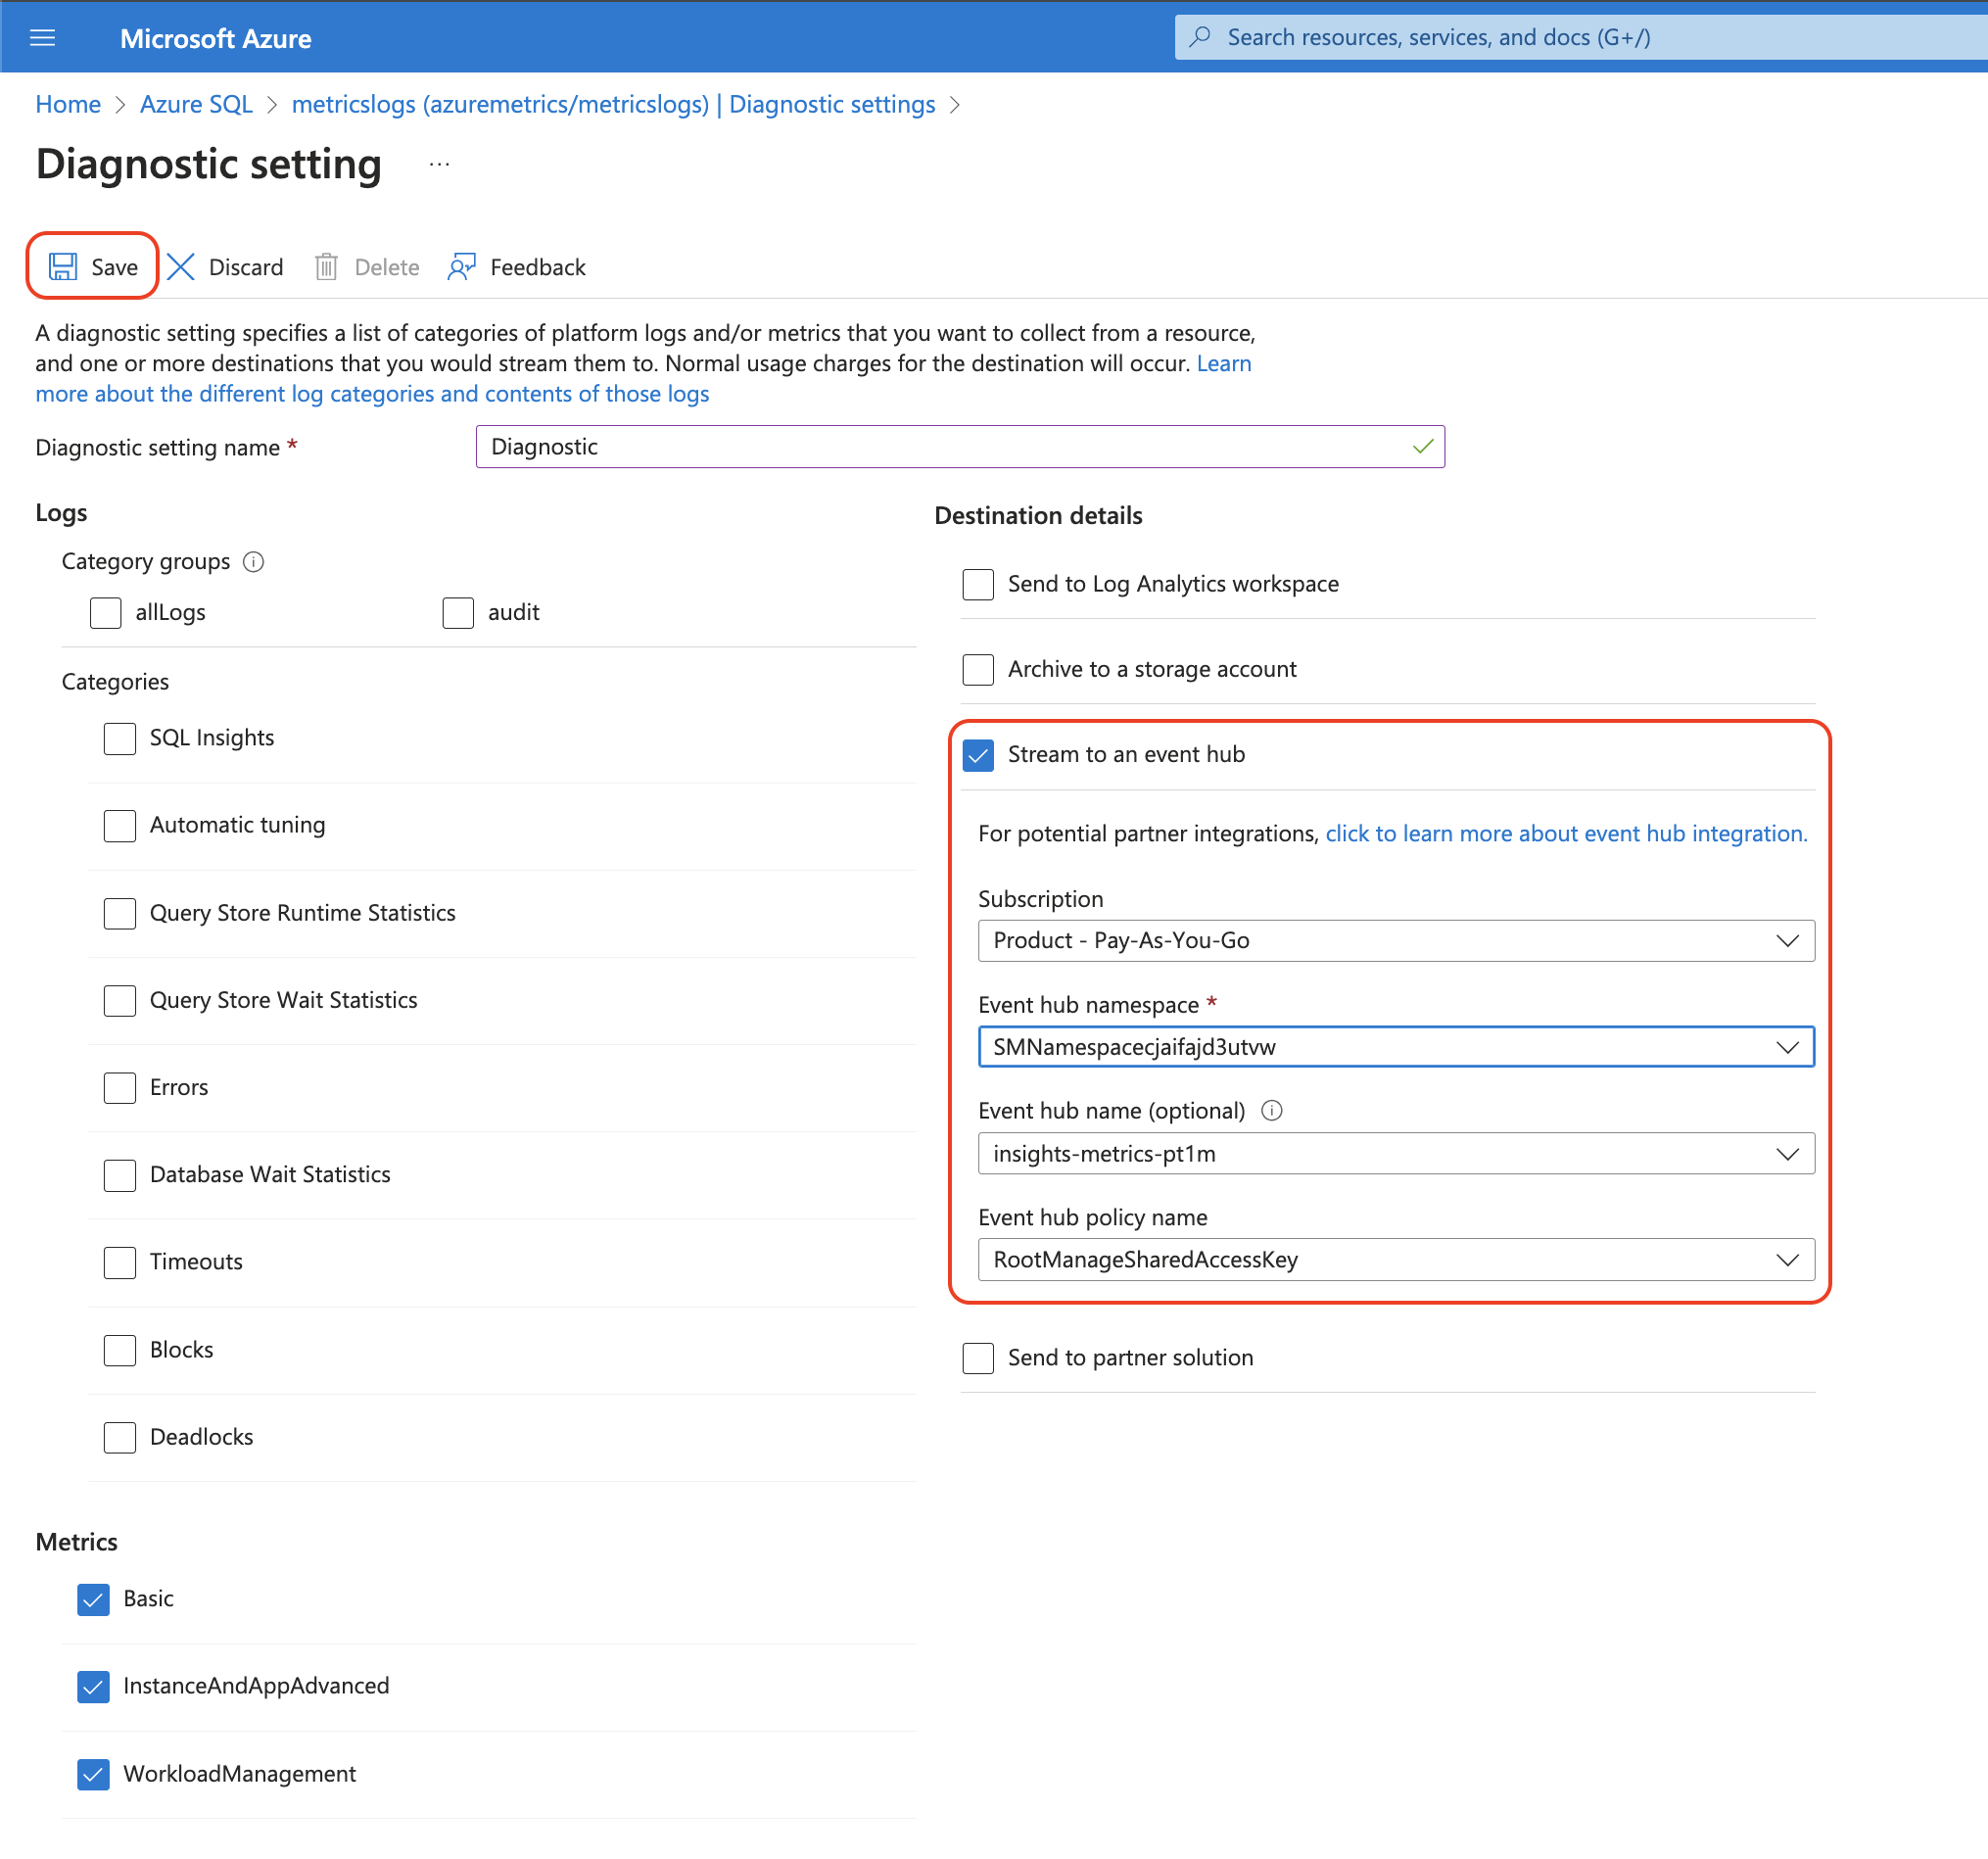 Microsoft Azure
Search resources, services, and docs (G+/)
Home > Azure SQL > metricslogs (azuremetrics/metricslogs) | Diagnostic settings >
Diagnostic setting ...
Save Discard Delete Feedback
A diagnostic setting specifies a list of categories of platform logs and/or metrics that you want to collect from a resource,
and one or more destinations that you would stream them to. Normal usage charges for the destination will occur. Learn
more about the different log categories and contents of those logs
Diagnostic setting name *
Diagnostic
Logs
Category groups
allLogs
audit
Categories
SQL Insights
Automatic tuning
Query Store Runtime Statistics
Query Store Wait Statistics
Errors
Database Wait Statistics
Timeouts
Blocks
Deadlocks
Metrics
Basic
InstanceAndAppAdvanced
WorkloadManagement
Destination details
Send to Log Analytics workspace
Archive to a storage account
Stream to an event hub
For potential partner integrations, click to learn more about event hub integration.
Subscription
Product - Pay-As-You-Go
Event hub namespace *
SMNamespacecjaifajd3utvw
Event hub name (optional)
insights-metrics-pt1m
Event hub policy name
RootManageSharedAccessKey
Send to partner solution